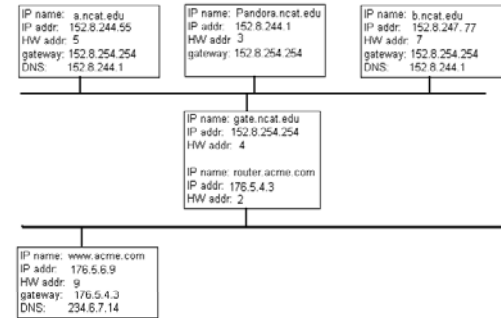 IP name: a.ncat.edu
IP addr: 152.8.244.55
HW addr: 5
gateway: 152.8.254.254
DNS: 152.8.244.1
IP name: Pandora.ncat.edu
IP addr: 152.8.244.1
HW addr: 3
gateway: 152.8.254.254
IP name: b.ncat.edu
IP addr: 152.8.247.77
HW addr: 7
gateway: 152.8.254.254
DNS: 152.8.244.1
IP name: gate.ncat.edu
IP addr: 152.8.254.254
HW addr: 4
IP name: router.acme.com
IP addr: 176.5.4.3
HW addr: 2
IP name: www.acme.com
IP addr: 176.5.6.9
HW addr: 9
gateway: 176.5.4.3
DNS: 234.6.7.14